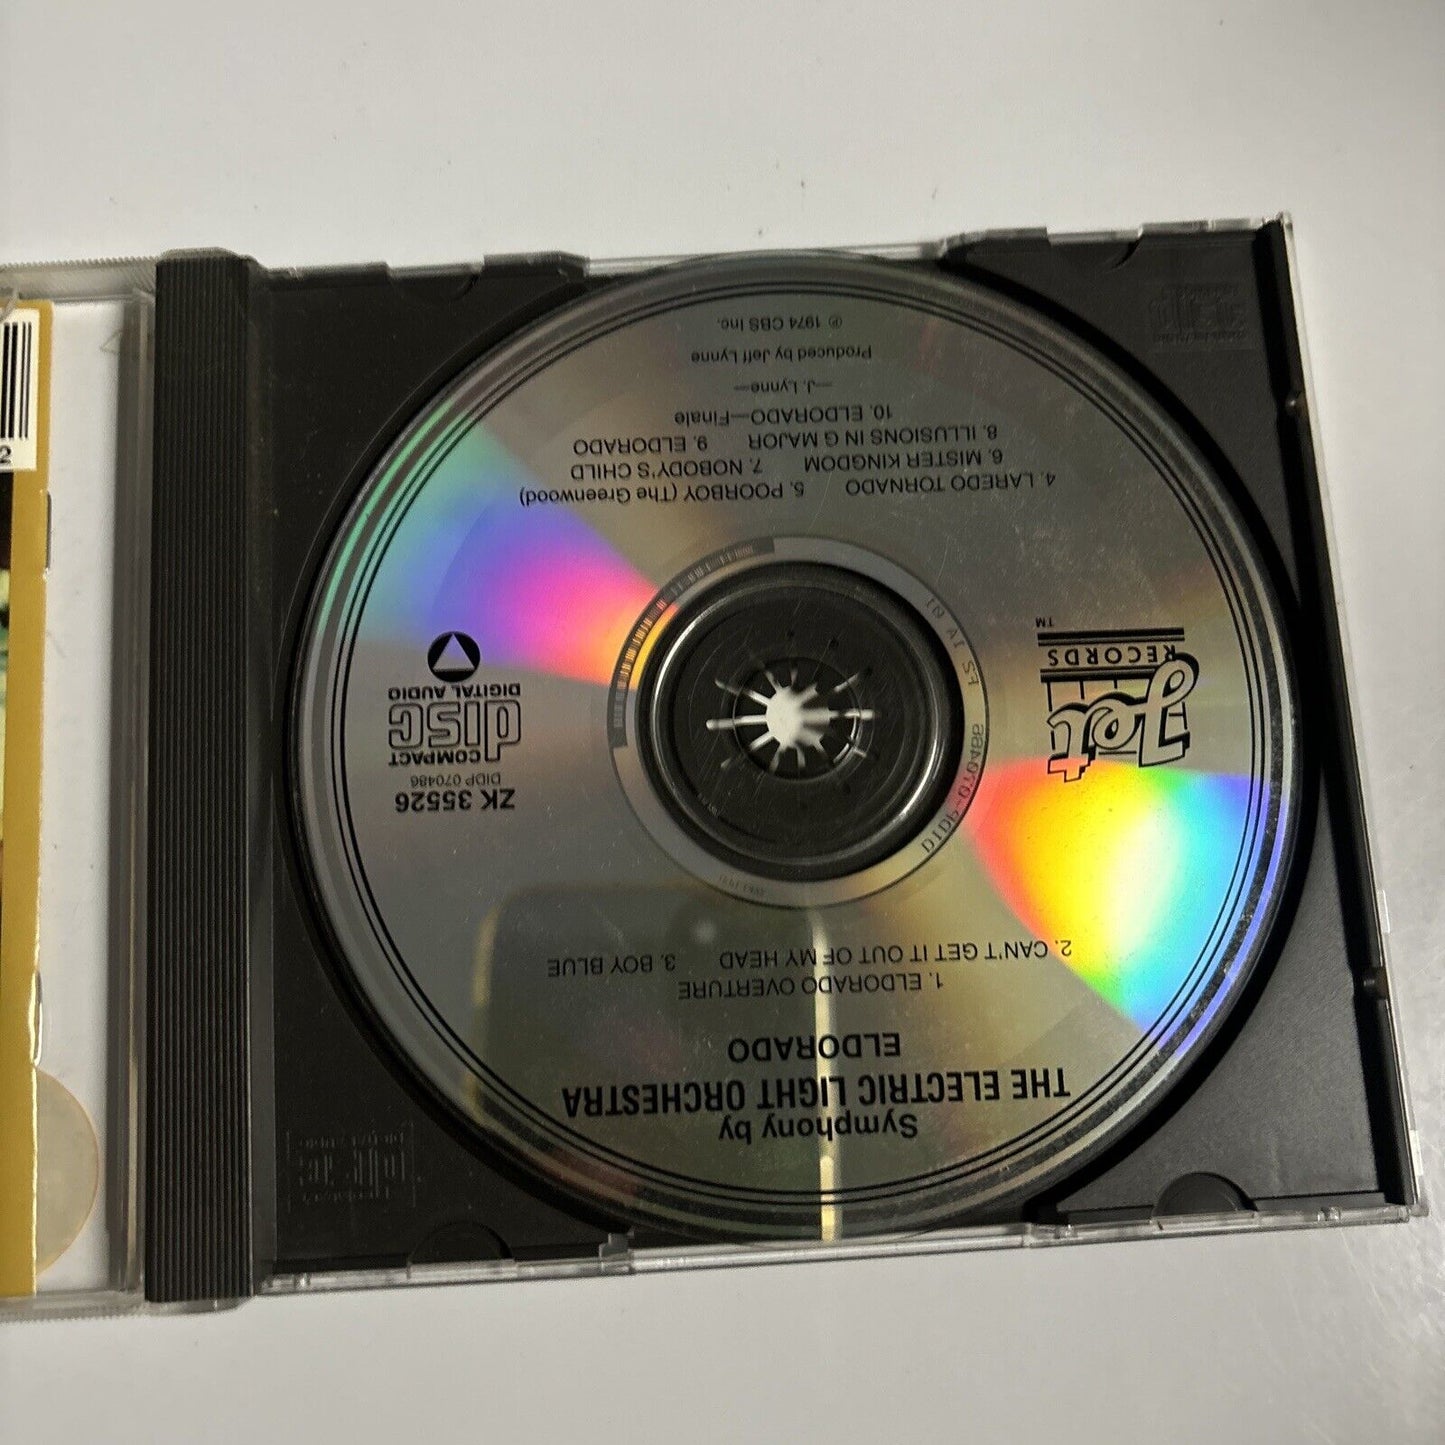 Symphony by
THE ELECTRIC LIGHT ORCHESTRA
ELDORADO
1. ELDORADO OVERTURE
2. CAN'T GET IT OUT OF MY HEAD 3. BOY BLUE
ZK 35526
DIDP 070486
COMPACT
disc
DIGITAL AUDIO
Jet
RECORDS
TM
4. LAREDO TORNADO 5. POORBOY (The Greenwood)
6. MISTER KINGDOM 7. NOBODY'S CHILD
8. ILLUSIONS IN G MAJOR 9. ELDORADO
10. ELDORADO—Finale
—J. Lynne—
Produced by Jeff Lynne
℗ 1974 CBS Inc.
2